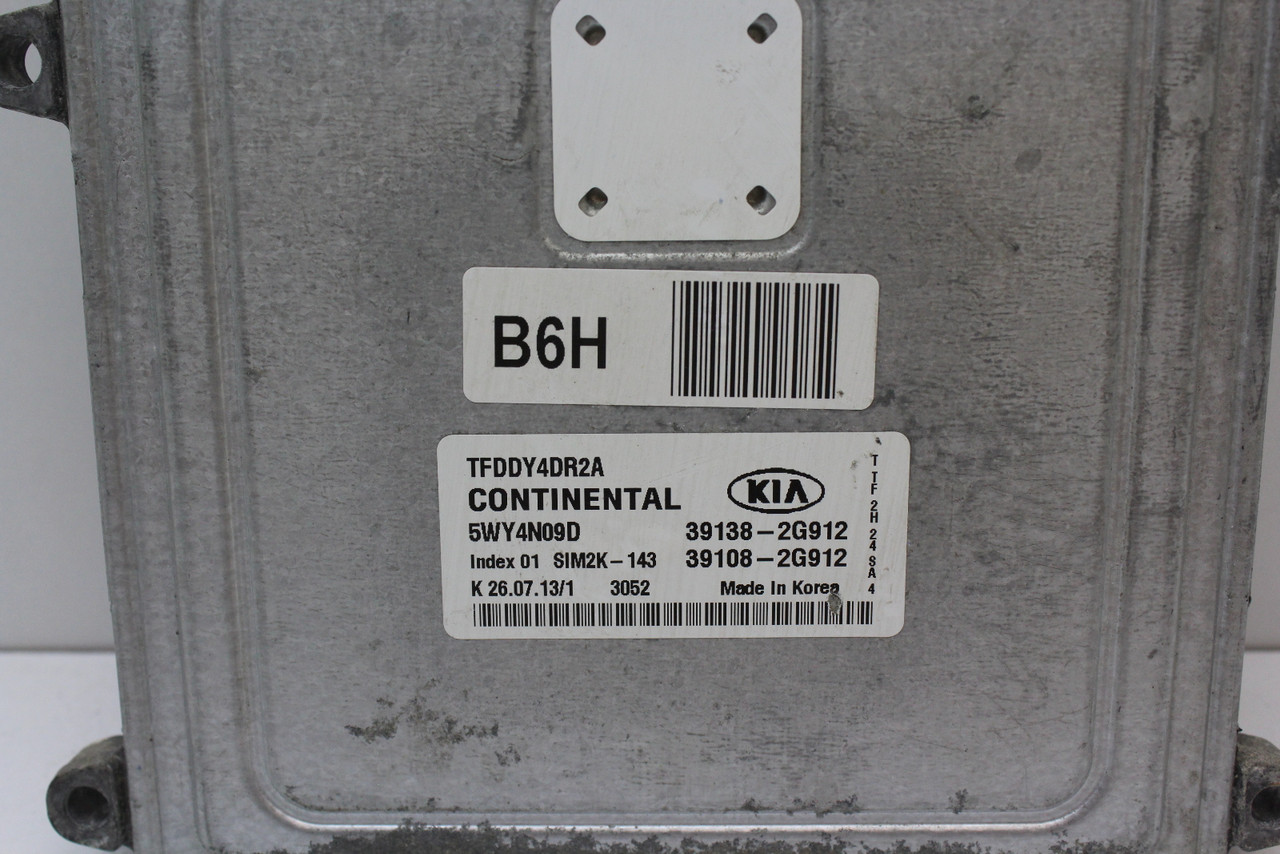 B6H
TFDDY4DR2A
CONTINENTAL
KIA
5WY4N09D 39138-2G912
Index 01 SIM2K-143 39108-2G912
K 26.07.13/1 3052 Made In Korea
T TF 2H 24 SA 4